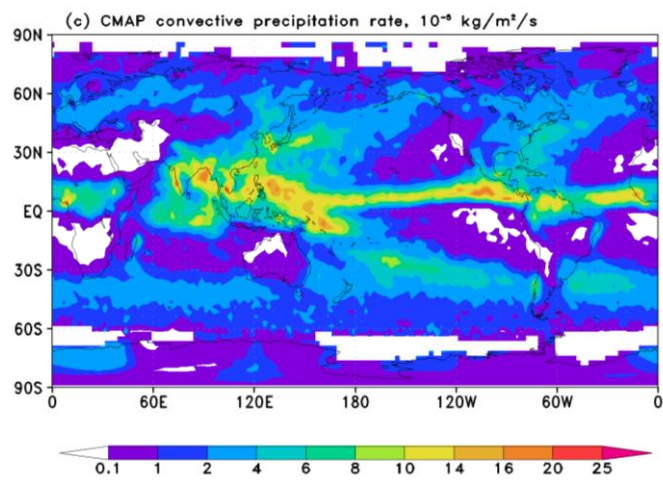 (c) CMAP convective precipitation rate, 10⁻⁵ kg/m²/s
90N
60N
30N
EQ
30S
60S
90S
0 60E 120E 180 120W 60W 0
0.1 1 2 4 6 8 10 14 16 20 25